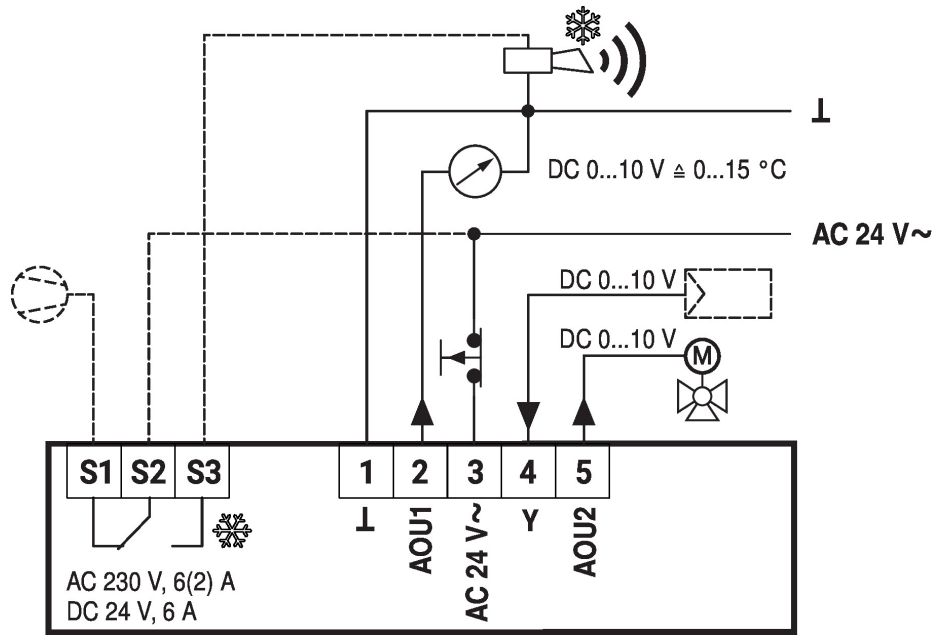 ⊥
DC 0...10 V ≙ 0...15 °C
AC 24 V~
DC 0...10 V
DC 0...10 V
M
S1 S2 S3 1 2 3 4 5
⊥ AOU1 AC 24 V~ Y AOU2
AC 230 V, 6(2) A
DC 24 V, 6 A